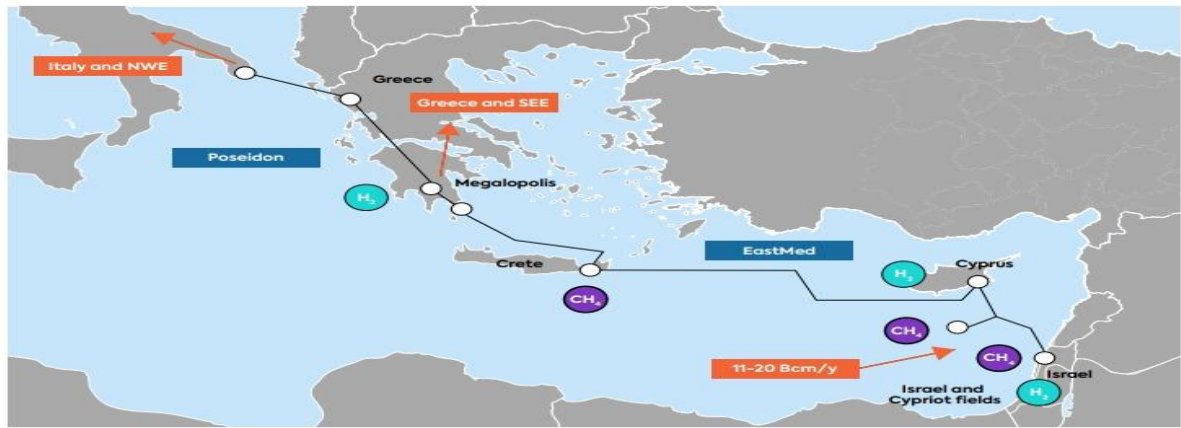 Italy and NWE
Greece
Greece and SEE
Poseidon
Megalopolis
H₂
EastMed
Crete
H₂
Cyprus
CH₄
CH₄
CH₄
11-20 Bcm/y
Israel
Israel and
Cypriot fields
H₂